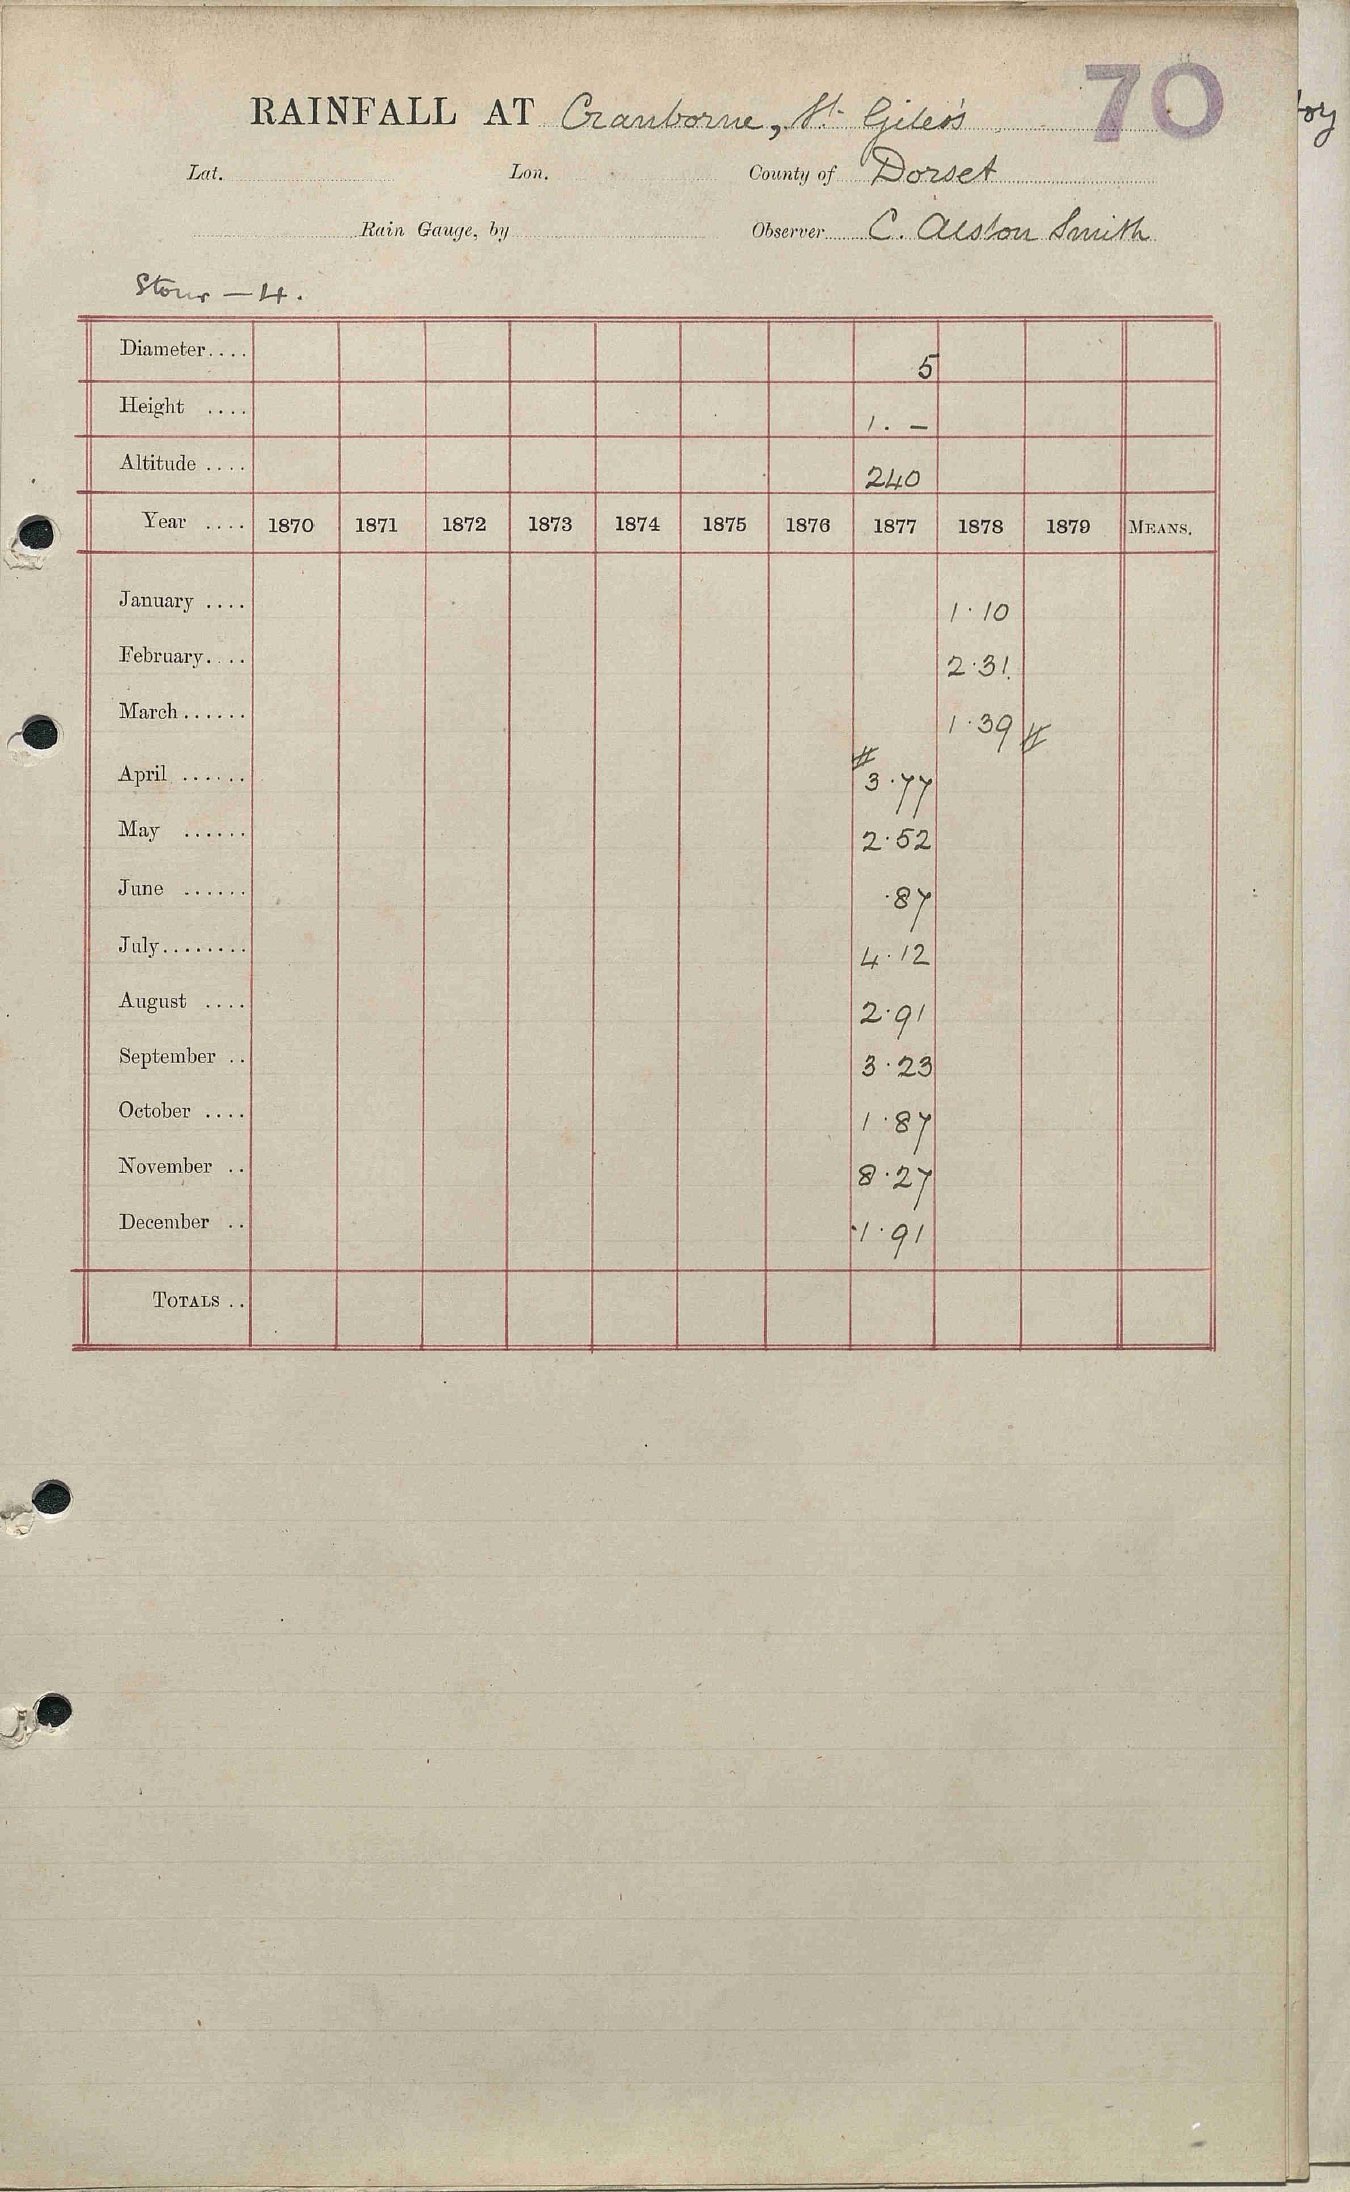 70
RAINFALL AT Cranborne, St. Giles's
Lat. Lon. County of Dorset
Rain Gauge, by Observer C. Alston Smith
Stour – 4.
Diameter.... 5
Height .... 1. –
Altitude .... 240
Year .... 1870 1871 1872 1873 1874 1875 1876 1877 1878 1879 MEANS.
January .... 1.10
February.... 2.31
March...... 1.39 #
April ...... # 3.77
May ...... 2.52
June ...... .87
July........ 4.12
August .... 2.91
September .. 3.23
October .... 1.87
November .. 8.27
December .. 1.91
TOTALS ..